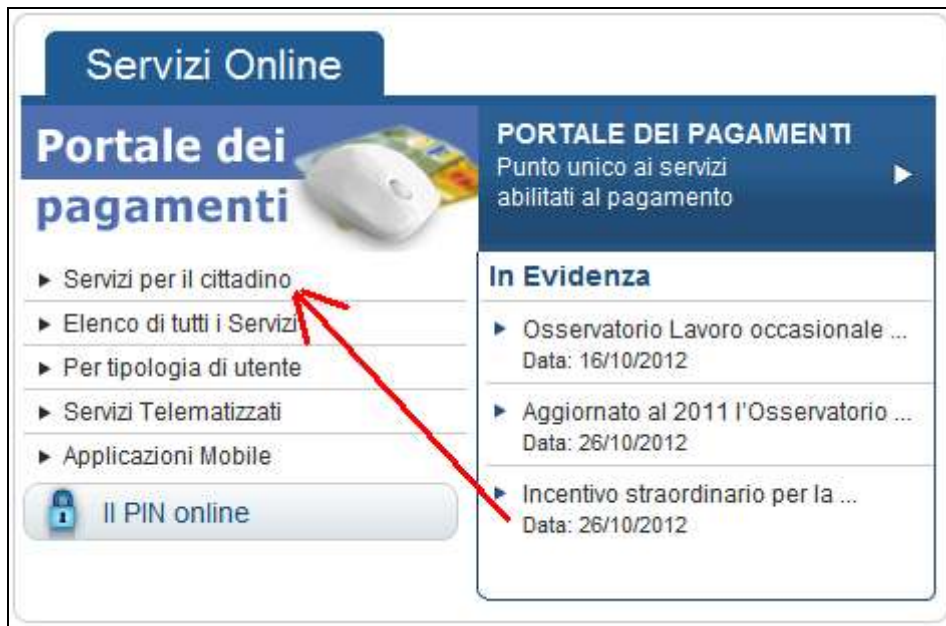 Servizi Online
Portale dei
pagamenti
PORTALE DEI PAGAMENTI
Punto unico ai servizi
abilitati al pagamento
Servizi per il cittadino
Elenco di tutti i Servizi
Per tipologia di utente
Servizi Telematizzati
Applicazioni Mobile
Il PIN online
In Evidenza
Osservatorio Lavoro occasionale ...
Data: 16/10/2012
Aggiornato al 2011 l'Osservatorio ...
Data: 26/10/2012
Incentivo straordinario per la ...
Data: 26/10/2012